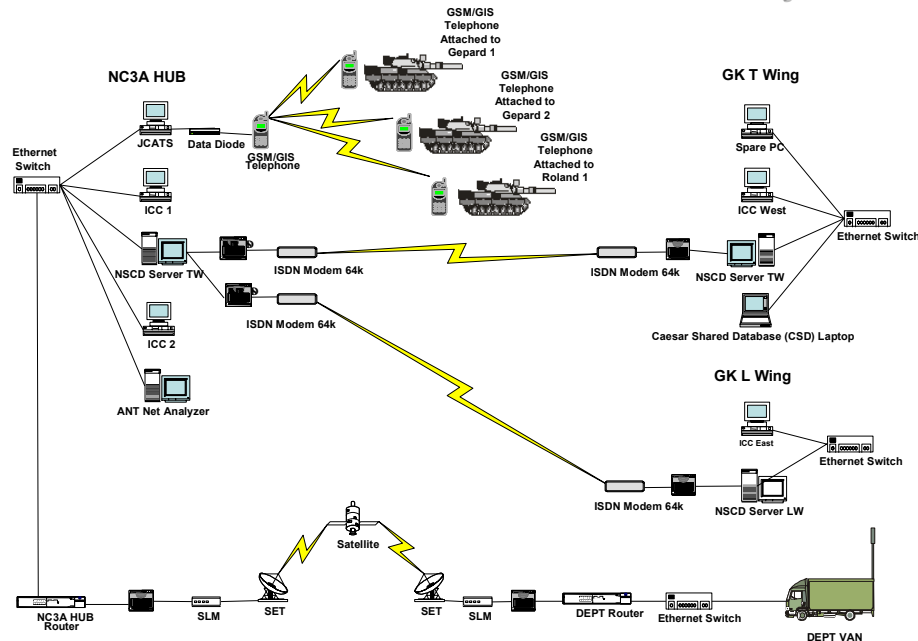 GSM/GIS
Telephone
Attached to
Gepard 1
NC3A HUB
GK T Wing
GSM/GIS
Telephone
Attached to
Gepard 2
JCATS
Data Diode
GSM/GIS
Telephone
Spare PC
Ethernet
Switch
GSM/GIS
Telephone
Attached to
Roland 1
ICC 1
ICC West
Ethernet
Switch
NSCD Server TW
ISDN Modem 64k
ISDN Modem 64k
NSCD Server TW
ISDN Modem 64k
ICC 2
Caesar Shared Database (CSD) Laptop
ANT Net Analyzer
GK L Wing
ICC East
Ethernet Switch
ISDN Modem 64k
NSCD Server LW
Satellite
NC3A HUB
Router
SLM
SET
SET
SLM
DEPT Router
Ethernet Switch
DEPT VAN